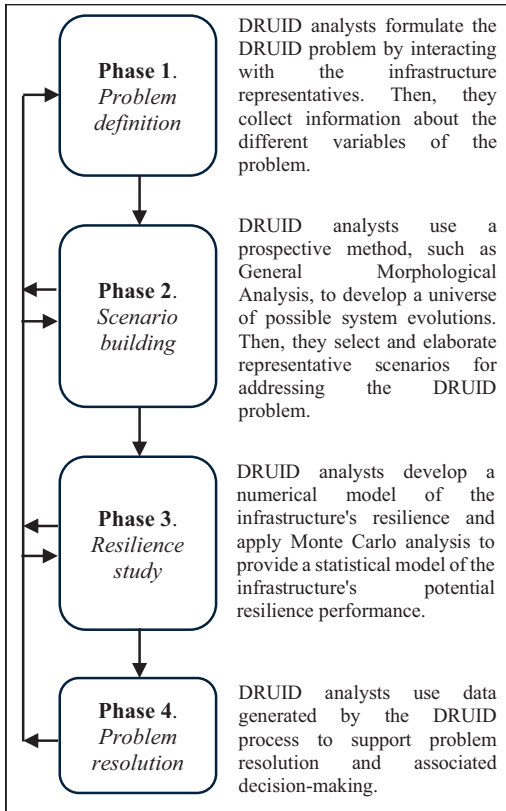 Phase 1.
Problem
definition
DRUID analysts formulate the
DRUID problem by interacting
with the infrastructure
representatives. Then, they
collect information about the
different variables of the
problem.
Phase 2.
Scenario
building
DRUID analysts use a
prospective method, such as
General Morphological
Analysis, to develop a universe
of possible system evolutions.
Then, they select and elaborate
representative scenarios for
addressing the DRUID
problem.
Phase 3.
Resilience
study
DRUID analysts develop a
numerical model of the
infrastructure's resilience and
apply Monte Carlo analysis to
provide a statistical model of the
infrastructure's potential
resilience performance.
Phase 4.
Problem
resolution
DRUID analysts use data
generated by the DRUID
process to support problem
resolution and associated
decision-making.